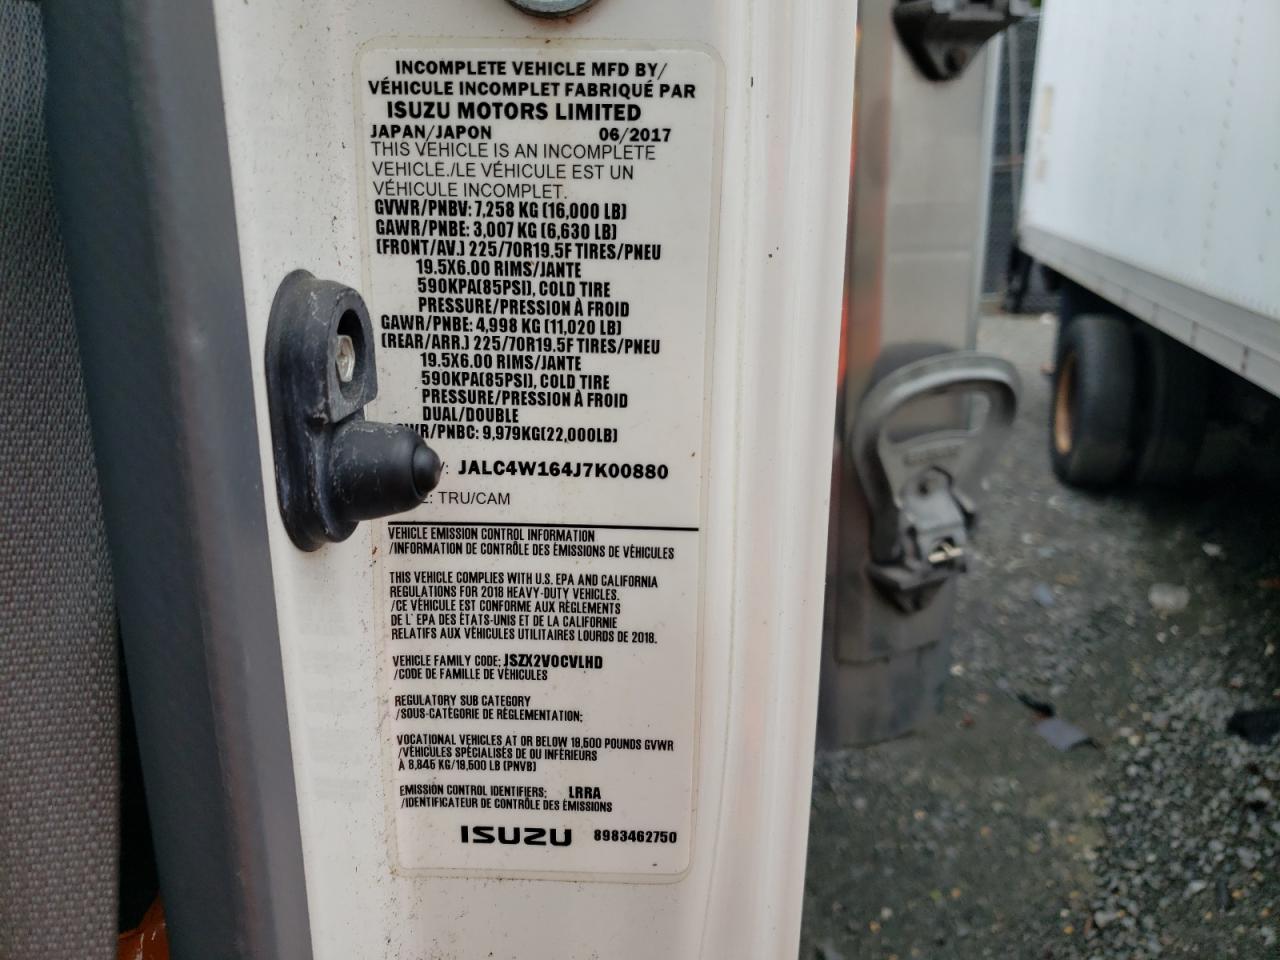 INCOMPLETE VEHICLE MFD BY/
VÉHICULE INCOMPLET FABRIQUÉ PAR
ISUZU MOTORS LIMITED
JAPAN/JAPON 06/2017
THIS VEHICLE IS AN INCOMPLETE
VEHICLE./LE VÉHICULE EST UN
VÉHICULE INCOMPLET.
GVWR/PNBV: 7,258 KG (16,000 LB)
GAWR/PNBE: 3,007 KG (6,630 LB)
(FRONT/AV.) 225/70R19.5F TIRES/PNEU
19.5X6.00 RIMS/JANTE
590KPA(85PSI), COLD TIRE
PRESSURE/PRESSION À FROID
GAWR/PNBE: 4,998 KG (11,020 LB)
(REAR/ARR.) 225/70R19.5F TIRES/PNEU
19.5X6.00 RIMS/JANTE
590KPA(85PSI), COLD TIRE
PRESSURE/PRESSION À FROID
DUAL/DOUBLE
WR/PNBC: 9,979KG(22,000LB)
JALC4W164J7K00880
: TRU/CAM
VEHICLE EMISSION CONTROL INFORMATION
/INFORMATION DE CONTRÔLE DES ÉMISSIONS DE VÉHICULES
THIS VEHICLE COMPLIES WITH U.S. EPA AND CALIFORNIA
REGULATIONS FOR 2018 HEAVY-DUTY VEHICLES.
/CE VÉHICULE EST CONFORME AUX RÈGLEMENTS
DE L' EPA DES ÉTATS-UNIS ET DE LA CALIFORNIE
RELATIFS AUX VÉHICULES UTILITAIRES LOURDS DE 2018.
VEHICLE FAMILY CODE: JSZX2VOCVLHD
/CODE DE FAMILLE DE VÉHICULES
REGULATORY SUB CATEGORY
/SOUS-CATÉGORIE DE RÉGLEMENTATION:
VOCATIONAL VEHICLES AT OR BELOW 19,500 POUNDS GVWR
/VÉHICULES SPÉCIALISÉS DE OU INFÉRIEURS
À 8,845 KG/19,500 LB (PNVB)
EMISSION CONTROL IDENTIFIERS: LRRA
/IDENTIFICATEUR DE CONTRÔLE DES ÉMISSIONS
ISUZU 8983462750